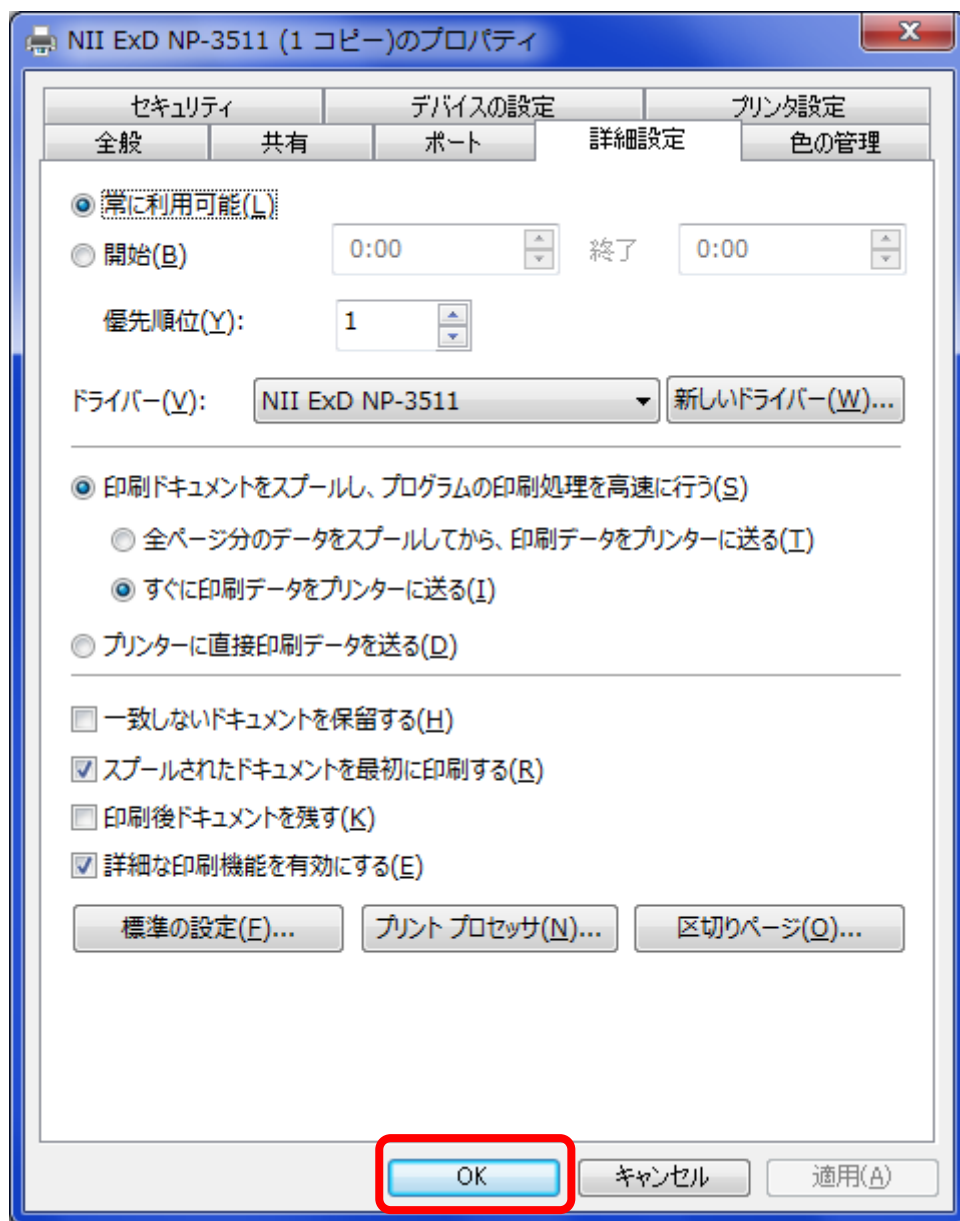 NII ExD NP-3511 (1 コピー)のプロパティ
セキュリティ デバイスの設定 プリンタ設定
全般 共有 ポート 詳細設定 色の管理
常に利用可能(L)
開始(B) 0:00 終了 0:00
優先順位(Y): 1
ドライバー(V): NII ExD NP-3511 新しいドライバー(W)...
印刷ドキュメントをスプールし、プログラムの印刷処理を高速に行う(S)
全ページ分のデータをスプールしてから、印刷データをプリンターに送る(T)
すぐに印刷データをプリンターに送る(I)
プリンターに直接印刷データを送る(D)
一致しないドキュメントを保留する(H)
スプールされたドキュメントを最初に印刷する(R)
印刷後ドキュメントを残す(K)
詳細な印刷機能を有効にする(E)
標準の設定(F)... プリント プロセッサ(N)... 区切りページ(O)...
OK キャンセル 適用(A)